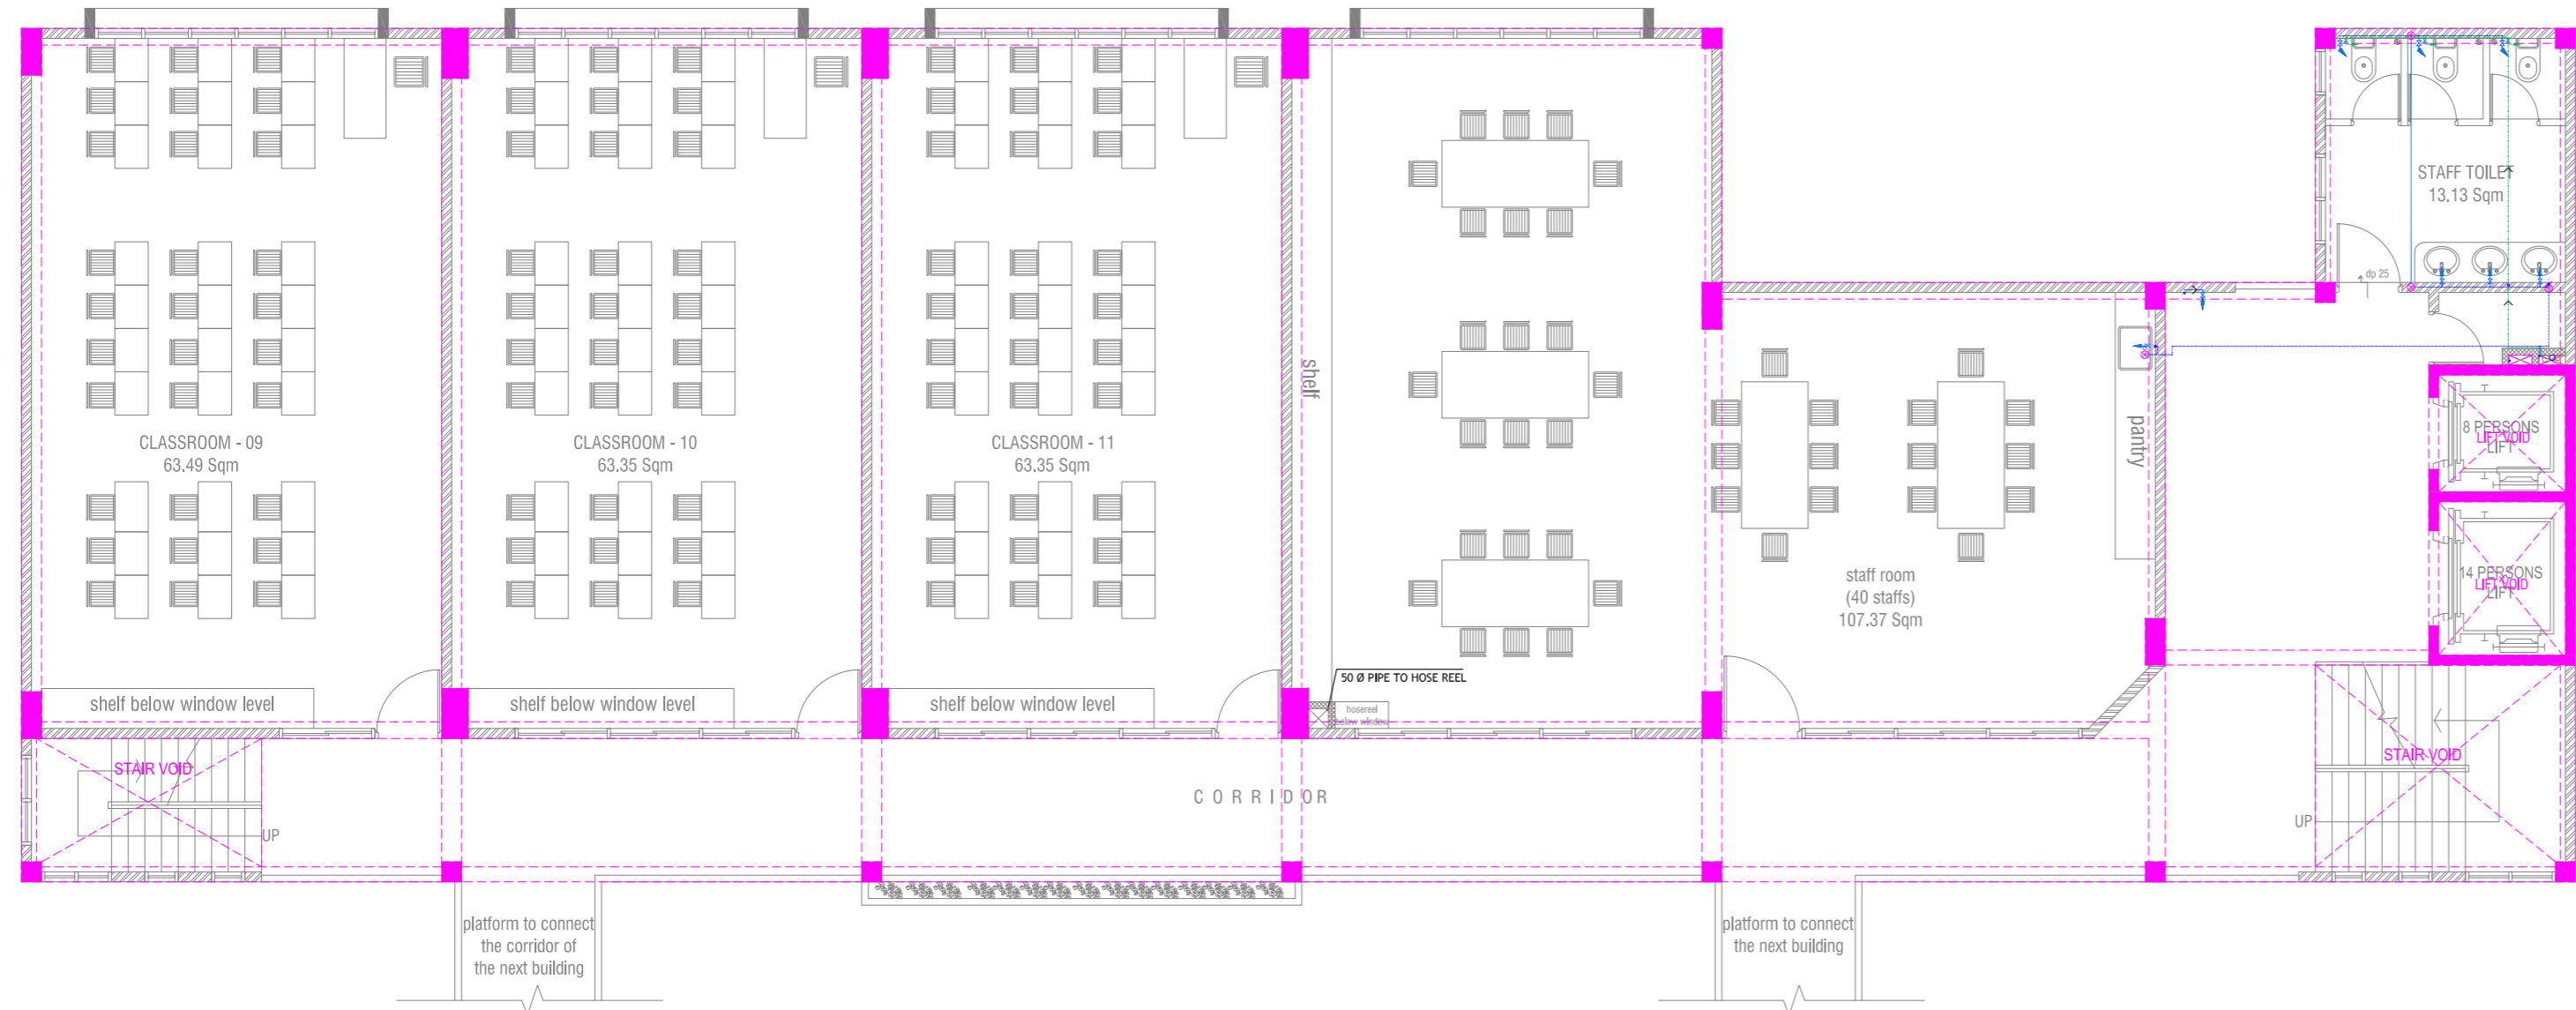 STAFF TOILET
13.13 Sqm
dp 25
shelf
pantry
CLASSROOM - 09
63.49 Sqm
CLASSROOM - 10
63.35 Sqm
CLASSROOM - 11
63.35 Sqm
8 PERSONS
LIFT VOID
LIFT
14 PERSONS
LIFT VOID
LIFT
staff room
(40 staffs)
107.37 Sqm
50 Ø PIPE TO HOSE REEL
shelf below window level
shelf below window level
shelf below window level
hosereel
below window
STAIR VOID
STAIR VOID
CORRIDOR
UP
UP
platform to connect
the corridor of
the next building
platform to connect
the next building